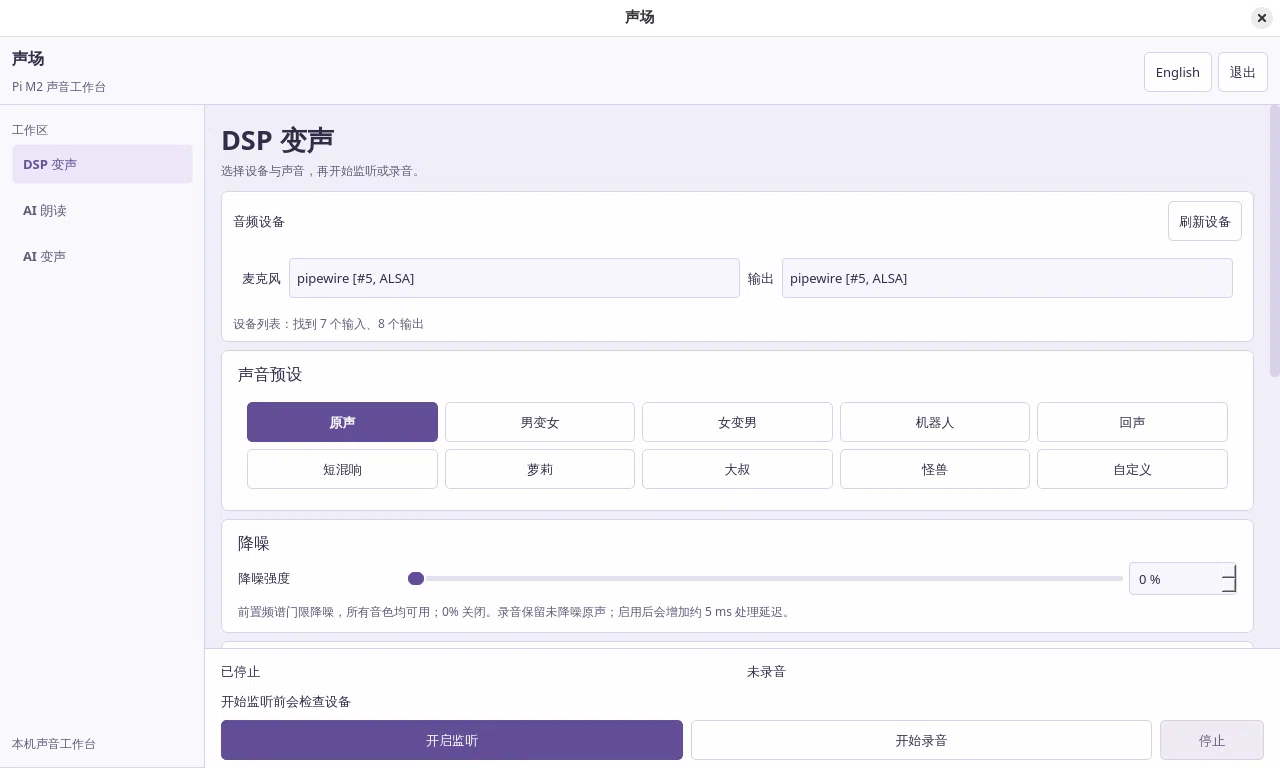 声场
声场
Pi M2 声音工作台
English
退出
工作区
DSP 变声
AI 朗读
AI 变声
本机声音工作台
DSP 变声
选择设备与声音，再开始监听或录音。
音频设备
刷新设备
麦克风
pipewire [#5, ALSA]
输出
pipewire [#5, ALSA]
设备列表：找到 7 个输入、8 个输出
声音预设
原声
男变女
女变男
机器人
回声
短混响
萝莉
大叔
怪兽
自定义
降噪
降噪强度
0 %
前置频谱门限降噪，所有音色均可用；0% 关闭。录音保留未降噪原声；启用后会增加约 5 ms 处理延迟。
已停止
未录音
开始监听前会检查设备
开启监听
开始录音
停止